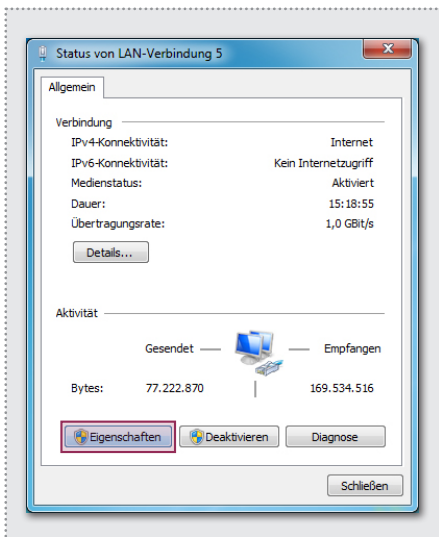 Status von LAN-Verbindung 5
Allgemein
Verbindung
IPv4-Konnektivität: Internet
IPv6-Konnektivität: Kein Internetzugriff
Medienstatus: Aktiviert
Dauer: 15:18:55
Übertragungsrate: 1,0 GBit/s
Details...
Aktivität
Gesendet Empfangen
Bytes: 77.222.870 169.534.516
Eigenschaften Deaktivieren Diagnose
Schließen